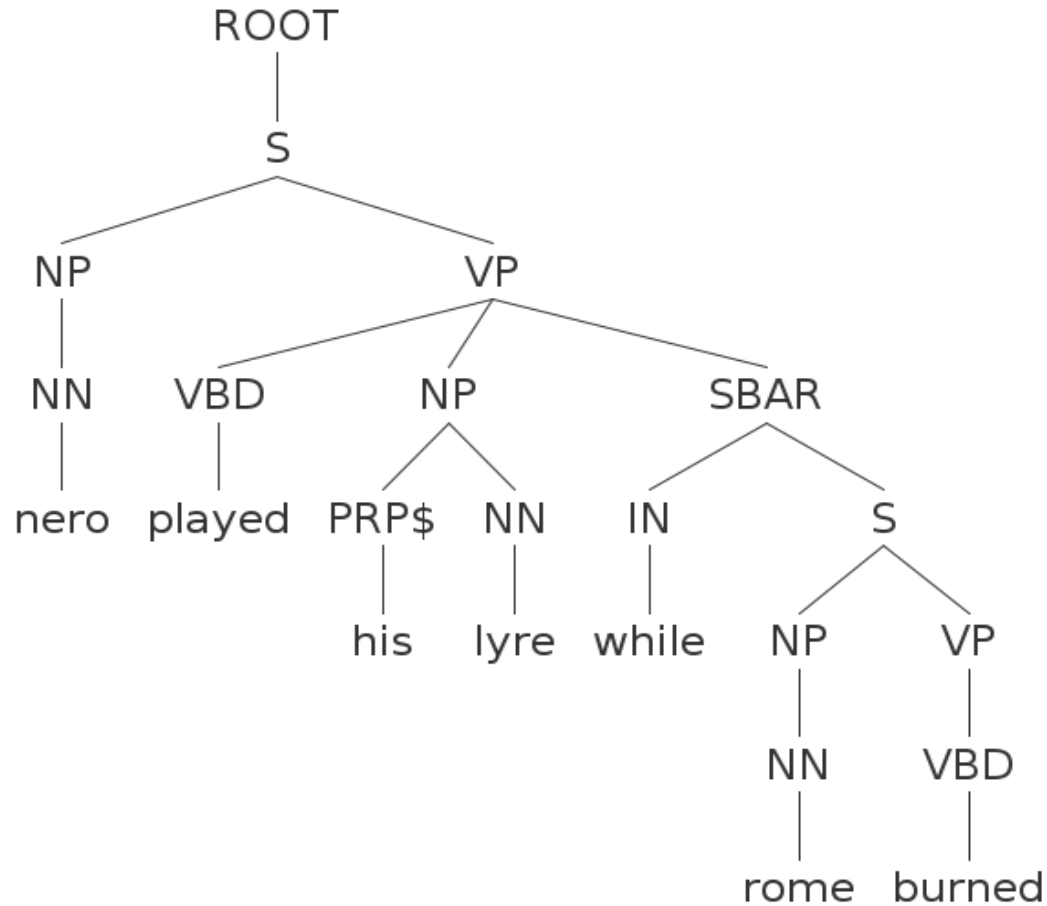 ROOT
S
NP VP
NN VBD NP SBAR
nero played PRP$ NN IN S
his lyre while NP VP
NN VBD
rome burned